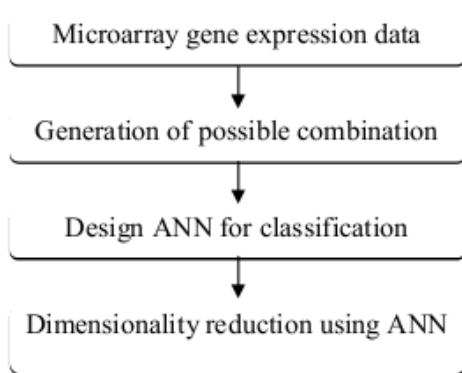 Microarray gene expression data
Generation of possible combination
Design ANN for classification
Dimensionality reduction using ANN